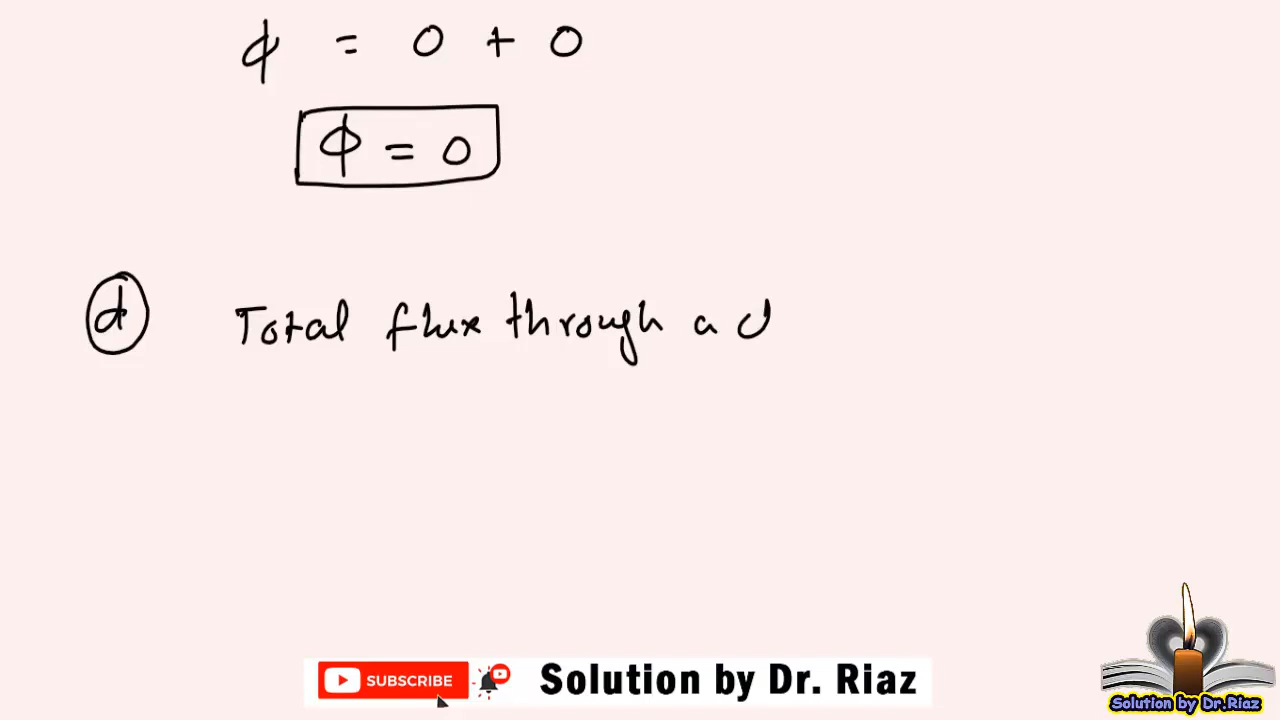 ϕ = 0 + 0
ϕ = 0
d Total flux through a
SUBSCRIBE Solution by Dr. Riaz
Solution by Dr.Riaz